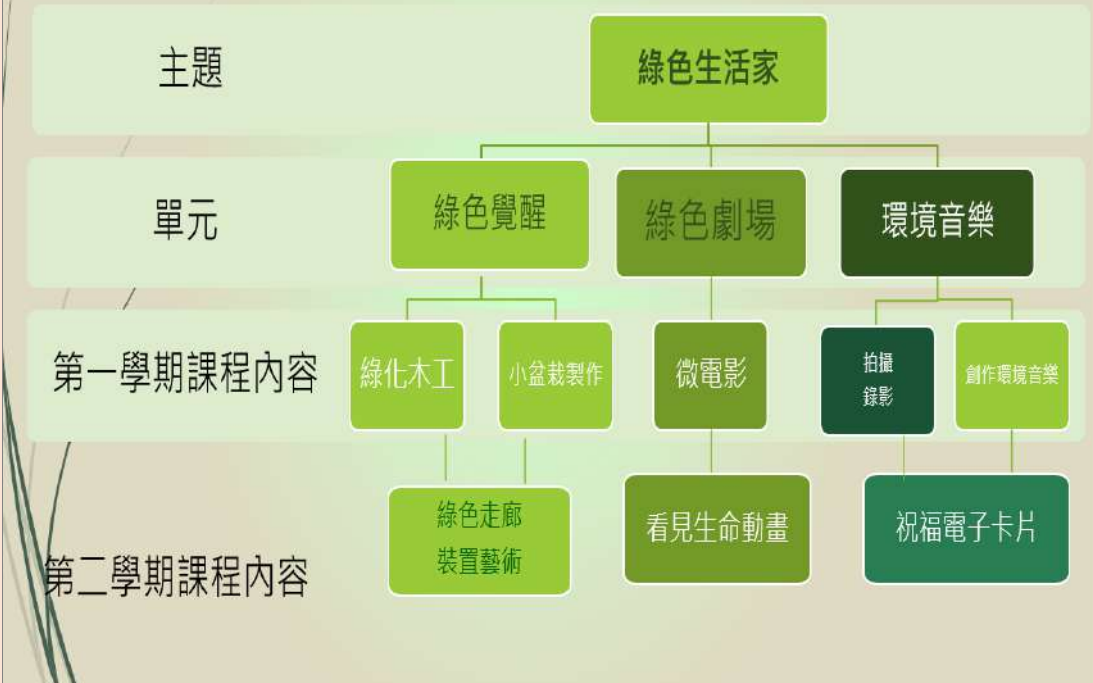 主題
綠色生活家
單元
綠色覺醒
綠色劇場
環境音樂
第一學期課程內容
綠化木工
小盆栽製作
微電影
拍攝
錄影
創作環境音樂
第二學期課程內容
綠色走廊
裝置藝術
看見生命動畫
祝福電子卡片